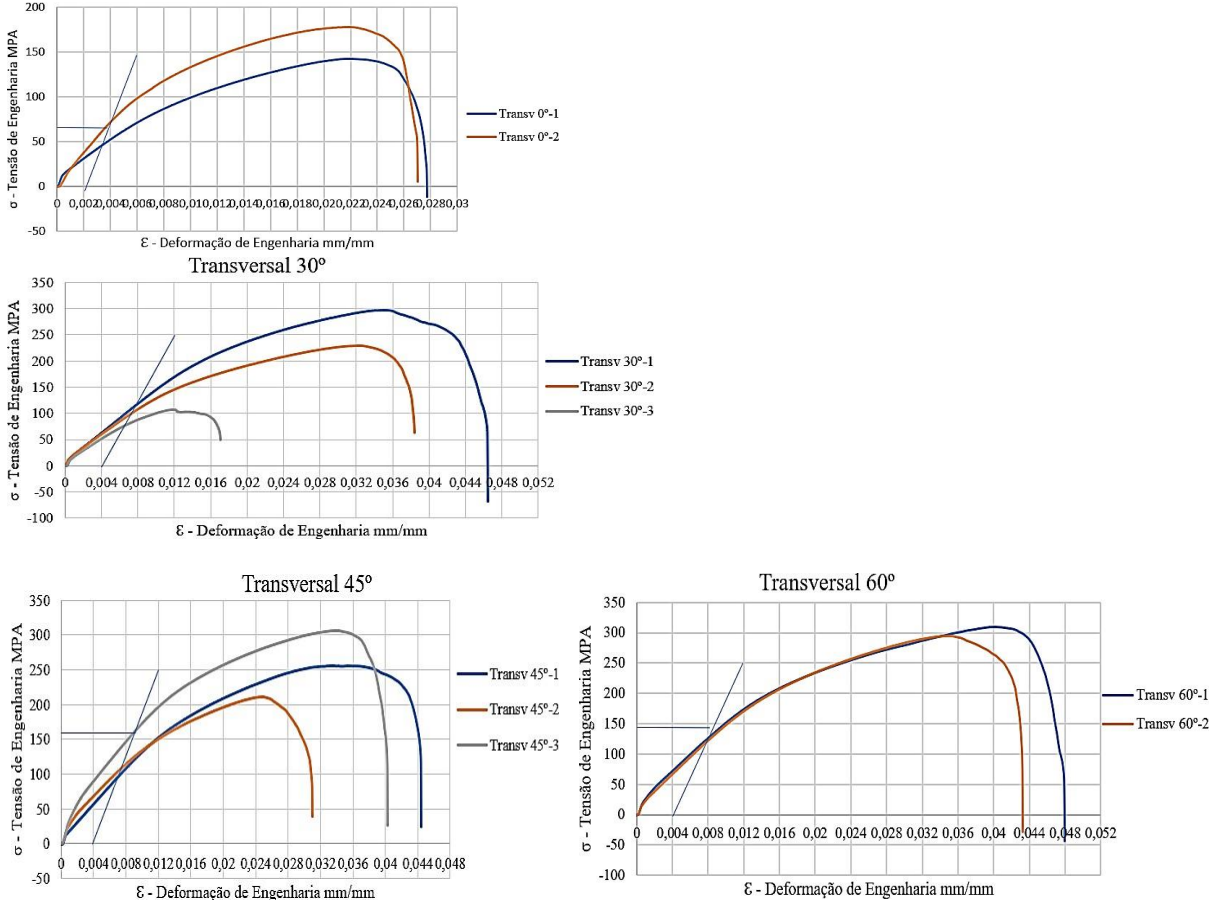 σ - Tensão de Engenharia MPA
200
150
100
50
0
-50
0 0,002 0,004 0,006 0,008 0,010 0,012 0,014 0,016 0,018 0,020 0,022 0,024 0,026 0,028 0,03
Transv 0º-1
Transv 0º-2
Ɛ - Deformação de Engenharia mm/mm
Transversal 30º
σ - Tensão de Engenharia MPA
350
300
250
200
150
100
50
0
-50
-100
0 0,004 0,008 0,012 0,016 0,02 0,024 0,028 0,032 0,036 0,04 0,044 0,048 0,052
Transv 30º-1
Transv 30º-2
Transv 30º-3
Ɛ - Deformação de Engenharia mm/mm
Transversal 45º
σ - Tensão de Engenharia MPA
350
300
250
200
150
100
50
0
-50
0 0,004 0,008 0,012 0,016 0,02 0,024 0,028 0,032 0,036 0,04 0,044 0,048
Transv 45º-1
Transv 45º-2
Transv 45º-3
Ɛ - Deformação de Engenharia mm/mm
Transversal 60º
σ - Tensão de Engenharia MPA
350
300
250
200
150
100
50
0
-50
-100
0 0,004 0,008 0,012 0,016 0,02 0,024 0,028 0,032 0,036 0,04 0,044 0,048 0,052
Transv 60º-1
Transv 60º-2
Ɛ - Deformação de Engenharia mm/mm